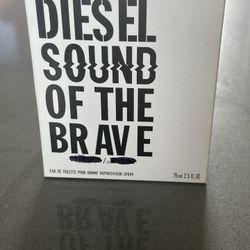 DIESEL
SOUND
OF THE
BRAVE
EAU DE TOILETTE POUR HOMME VAPORISATEUR SPRAY
75 ml 2.5 FL.OZ.